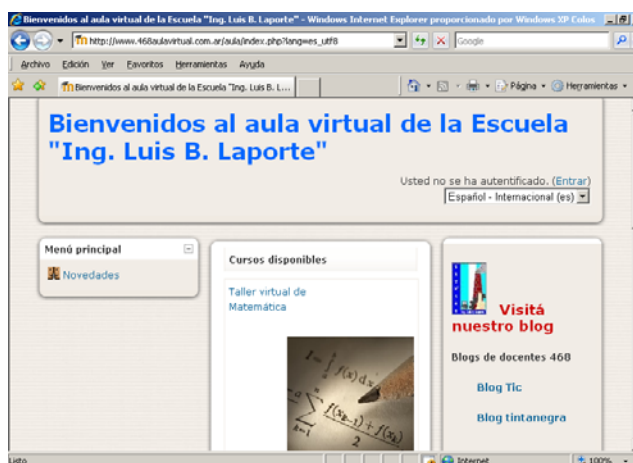 Bienvenidos al aula virtual de la Escuela "Ing. Luis B. Laporte" - Windows Internet Explorer proporcionado por Windows XP Colos
http://www.468aulavirtual.com.ar/aula/index.php?lang=es_utf8
Google
Archivo Edición Ver Favoritos Herramientas Ayuda
Bienvenidos al aula virtual de la Escuela "Ing. Luis B. L...
Página
Herramientas
Bienvenidos al aula virtual de la Escuela
"Ing. Luis B. Laporte"
Usted no se ha autentificado. (Entrar)
Español - Internacional (es)
Menú principal
Novedades
Cursos disponibles
Taller virtual de
Matemática
Visitá
nuestro blog
Blogs de docentes 468
Blog Tic
Blog tintanegra
Listo
Internet
100%